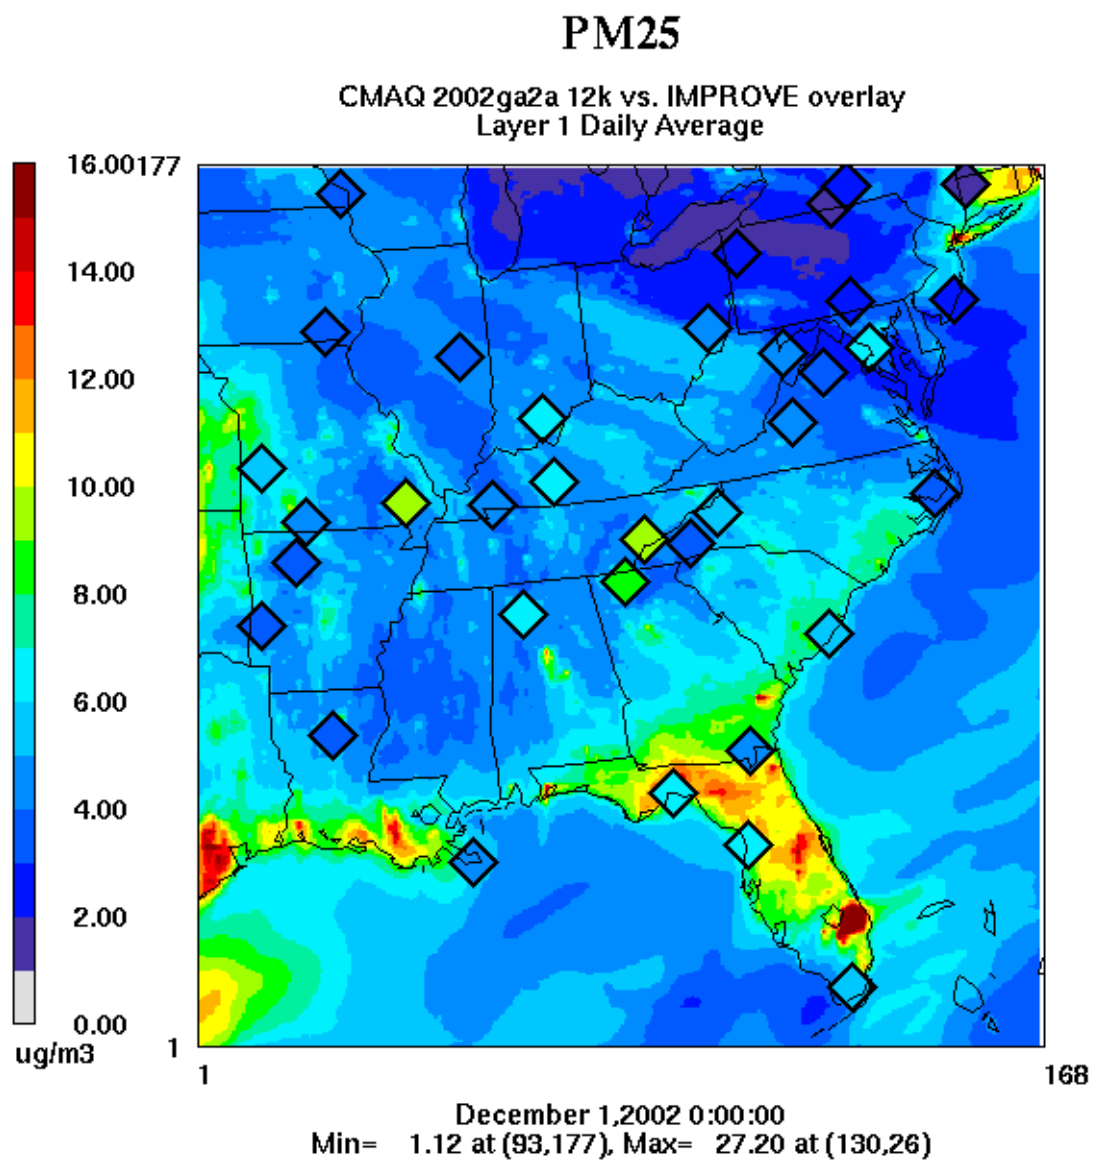 PM25
CMAQ 2002ga2a 12k vs. IMPROVE overlay
Layer 1 Daily Average
16.00
14.00
12.00
10.00
8.00
6.00
4.00
2.00
0.00
ug/m3
177
1
1
168
December 1,2002 0:00:00
Min= 1.12 at (93,177), Max= 27.20 at (130,26)